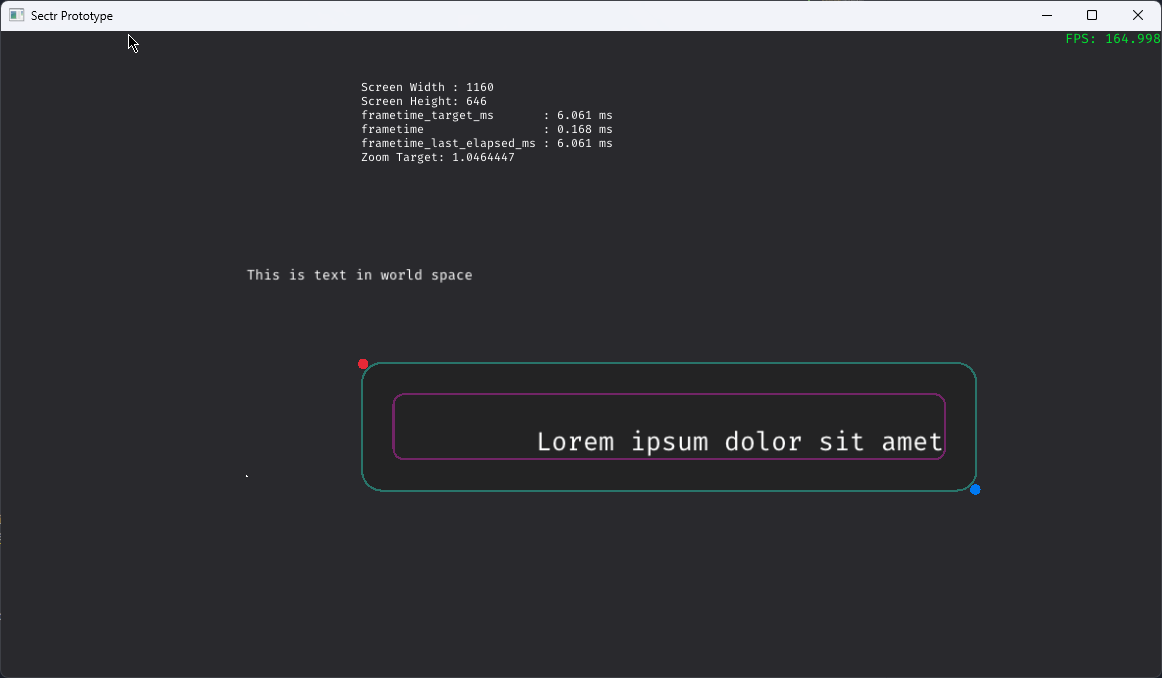 Sectr Prototype
FPS: 164.998
Screen Width : 1160
Screen Height: 646
frametime_target_ms       : 6.061 ms
frametime                 : 0.168 ms
frametime_last_elapsed_ms : 6.061 ms
Zoom Target: 1.0464447
This is text in world space
Lorem ipsum dolor sit amet